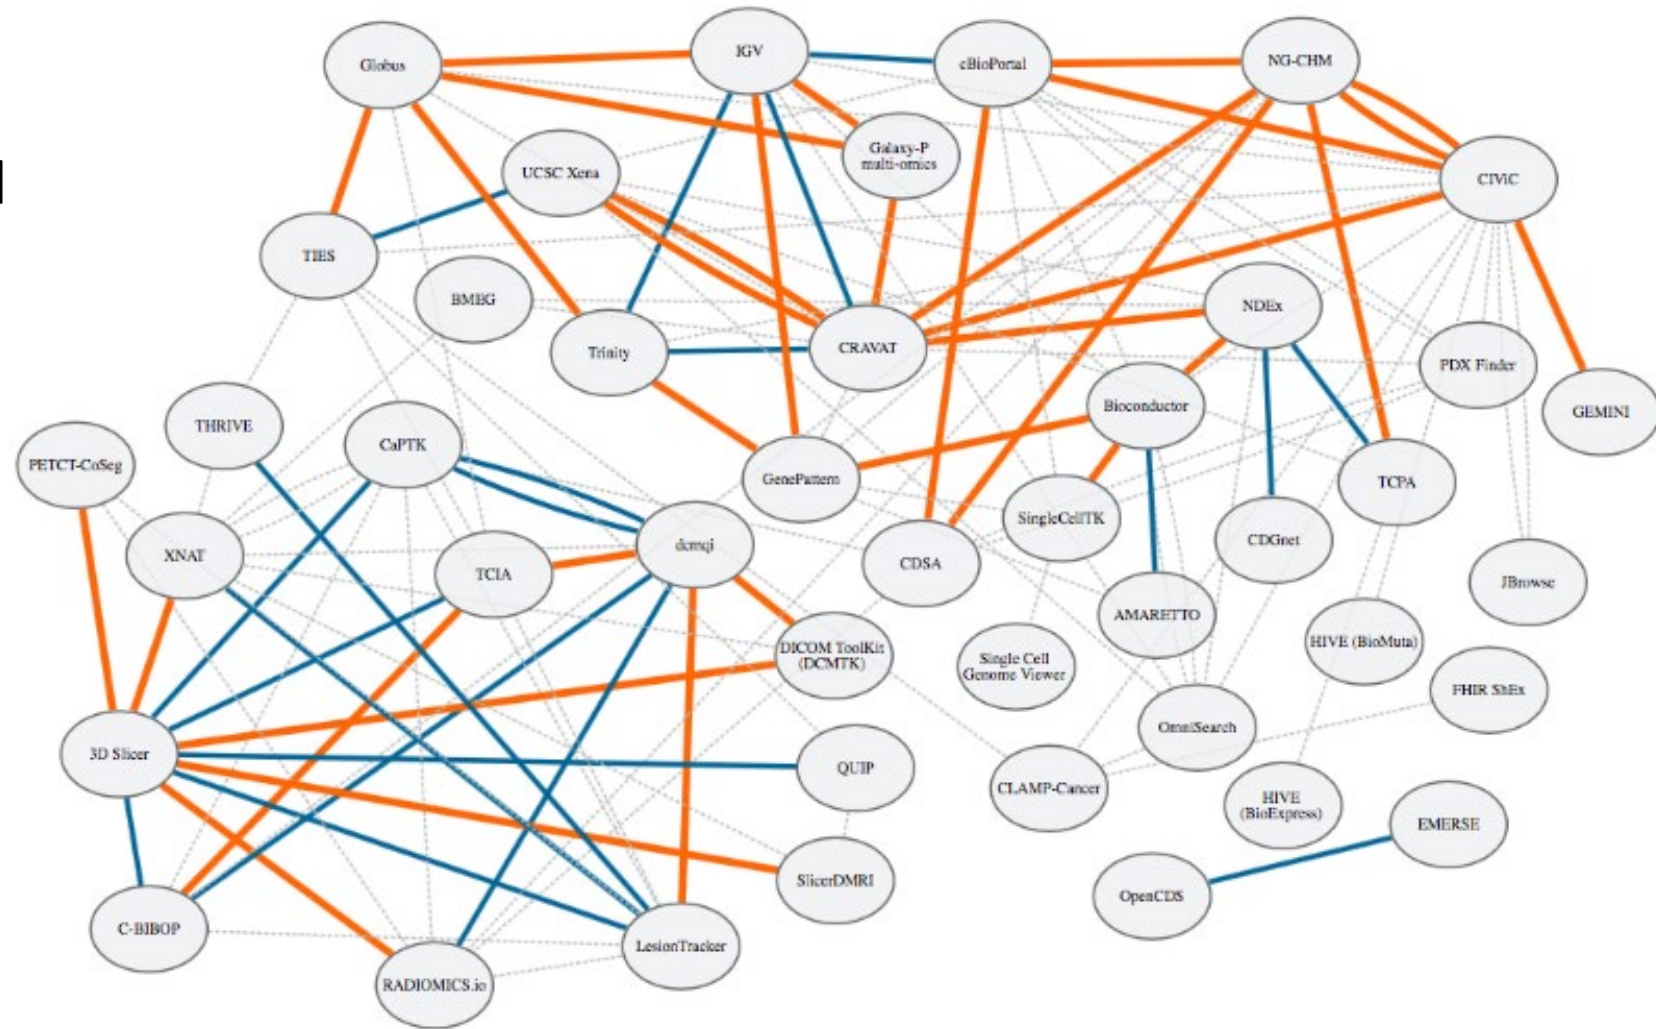 Globus
IGV
cBioPortal
NG-CHM
Galaxy-P
multi-omics
UCSC Xena
CIViC
TIES
BMEG
NDEx
Trinity
CRAVAT
PDX Finder
Bioconductor
GEMINI
THRIVE
CaPTK
PETCT-CoSeg
GenePattern
TCPA
SingleCellTK
XNAT
dcmqi
CDGnet
TCIA
CDSA
JBrowse
AMARETTO
HIVE (BioMuta)
DICOM ToolKit
(DCMTK)
Single Cell
Genome Viewer
FHIR ShEx
OmniSearch
3D Slicer
QUIP
CLAMP-Cancer
HIVE
(BioExpress)
EMERSE
SlicerDMRI
OpenCDS
C-BIBOP
LesionTracker
RADIOMICS.io